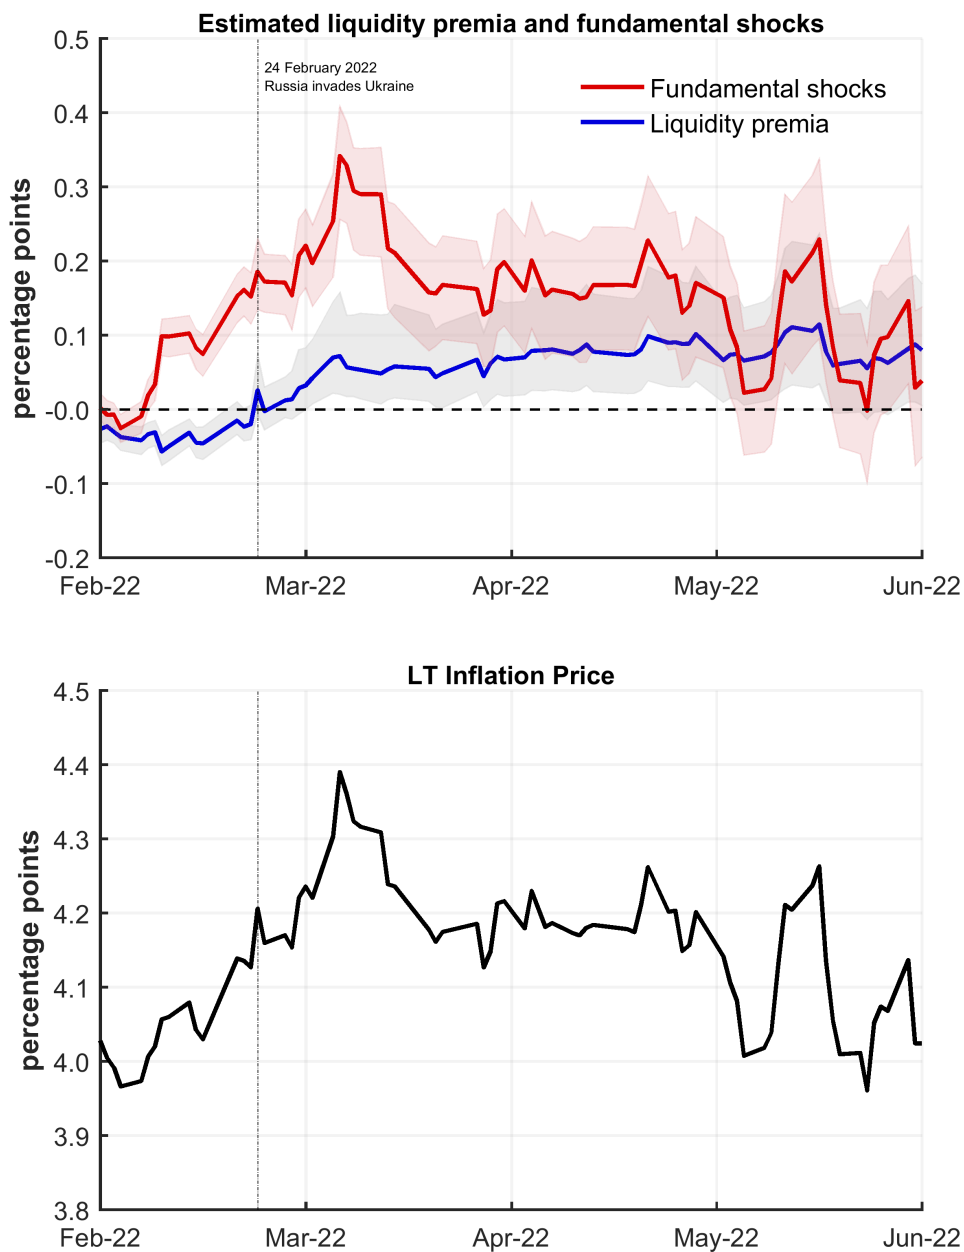 Estimated liquidity premia and fundamental shocks
0.5
24 February 2022
Russia invades Ukraine
Fundamental shocks
Liquidity premia
0.4
0.3
0.2
0.1
-0.0
-0.1
-0.2
percentage points
Feb-22
Mar-22
Apr-22
May-22
Jun-22
LT Inflation Price
4.5
4.4
4.3
4.2
4.1
4.0
3.9
3.8
percentage points
Feb-22
Mar-22
Apr-22
May-22
Jun-22